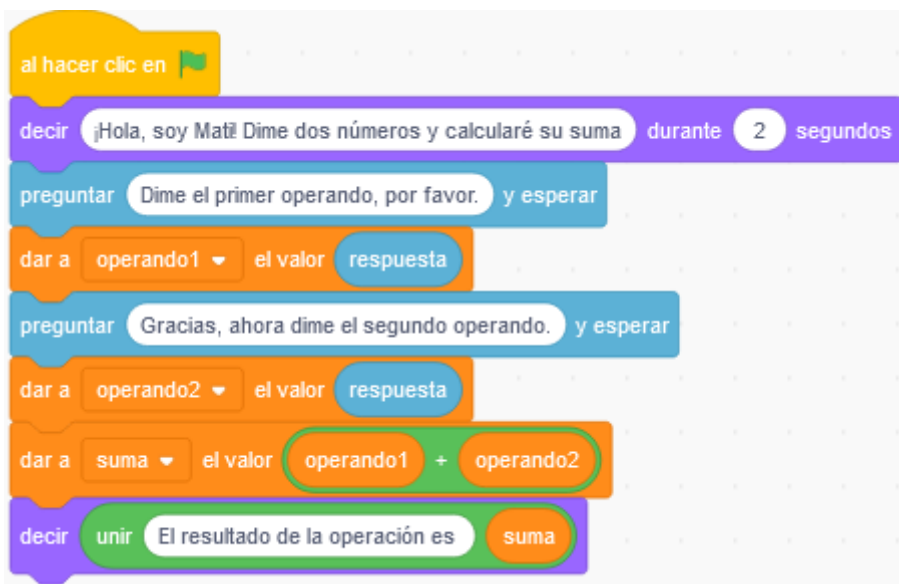 al hacer clic en
decir ¡Hola, soy Mati! Dime dos números y calcularé su suma durante 2 segundos
preguntar Dime el primer operando, por favor. y esperar
dar a operando1 el valor respuesta
preguntar Gracias, ahora dime el segundo operando. y esperar
dar a operando2 el valor respuesta
dar a suma el valor operando1 + operando2
decir unir El resultado de la operación es suma